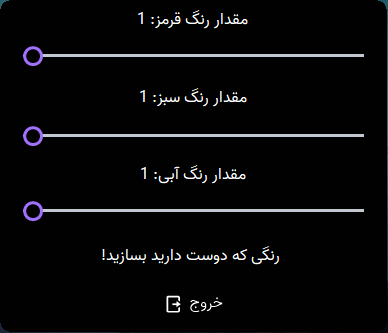 مقدار رنگ قرمز: 1
مقدار رنگ سبز: 1
مقدار رنگ آبی: 1
رنگی که دوست دارید بسازید!
خروج